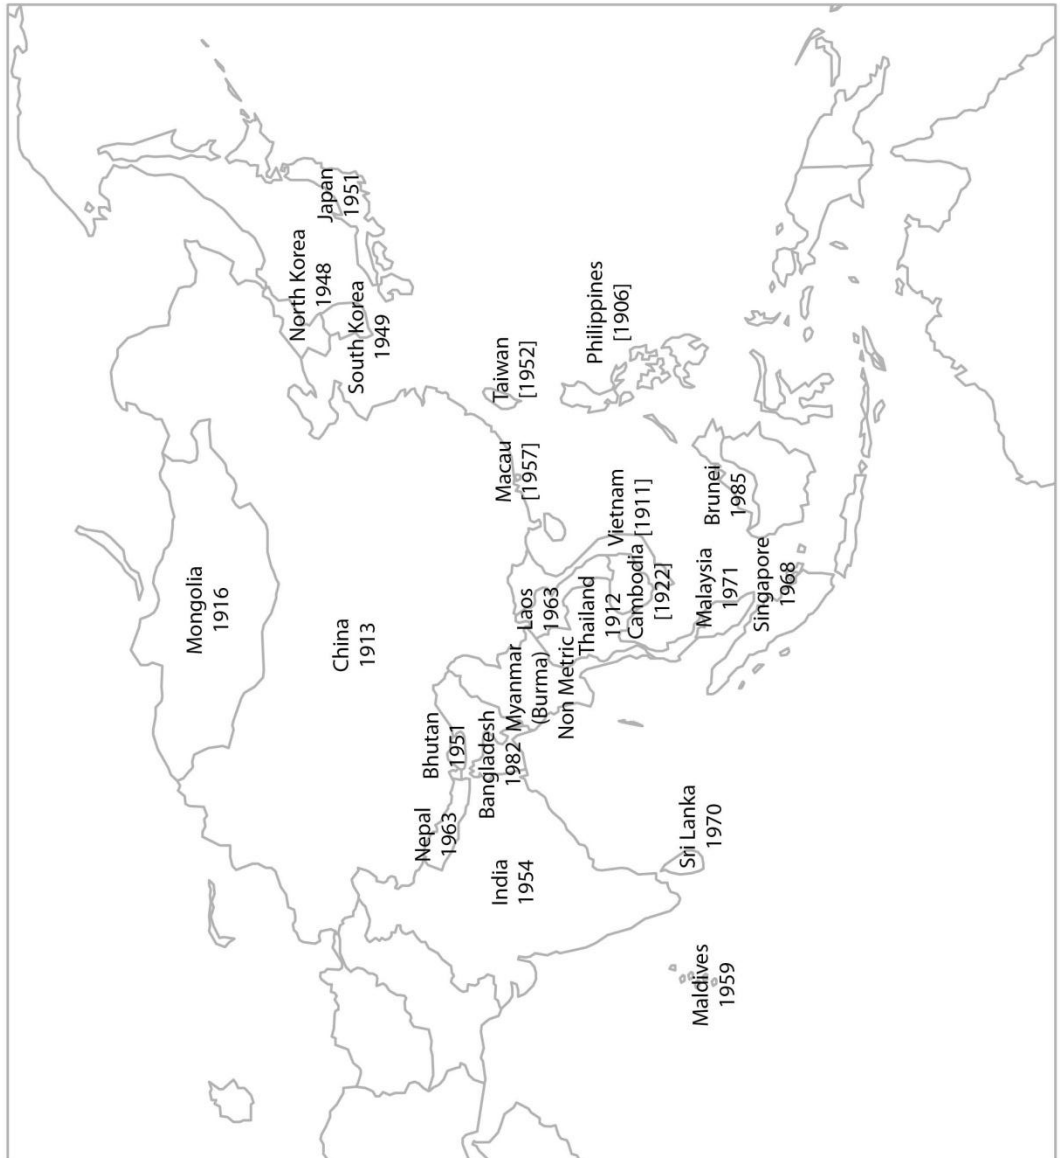 Mongolia
1916
China
1913
North Korea
1948
Japan
1951
South Korea
1949
Nepal
1963
Bhutan
1951
Bangladesh
1982
India
1954
Myanmar
(Burma)
Non Metric
Laos
1963
Macau
[1957]
Taiwan
[1952]
Thailand
1912
Vietnam
[1911]
Philippines
[1906]
Cambodia
[1922]
Maldives
1959
Sri Lanka
1970
Malaysia
1971
Brunei
1985
Singapore
1968